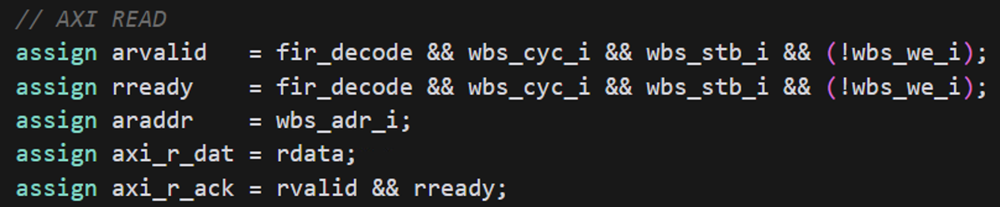 // AXI READ
assign arvalid   = fir_decode && wbs_cyc_i && wbs_stb_i && (!wbs_we_i);
assign rready    = fir_decode && wbs_cyc_i && wbs_stb_i && (!wbs_we_i);
assign araddr    = wbs_adr_i;
assign axi_r_dat = rdata;
assign axi_r_ack = rvalid && rready;